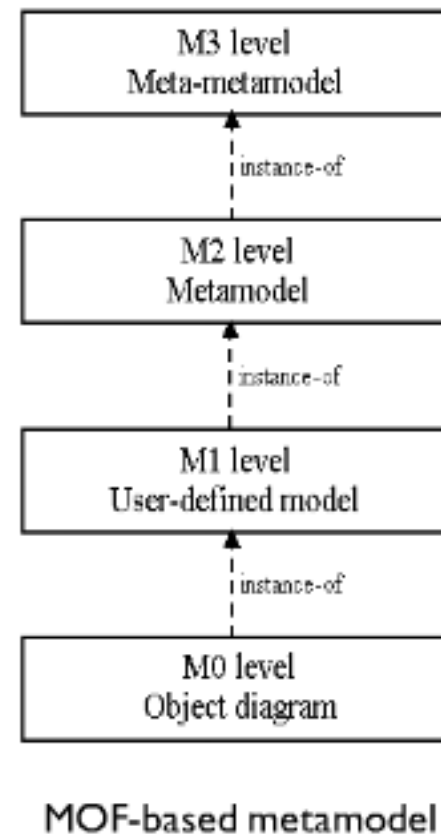 M3 level
Meta-metamodel
instance-of
M2 level
Metamodel
instance-of
M1 level
User-defined model
instance-of
M0 level
Object diagram
MOF-based metamodel